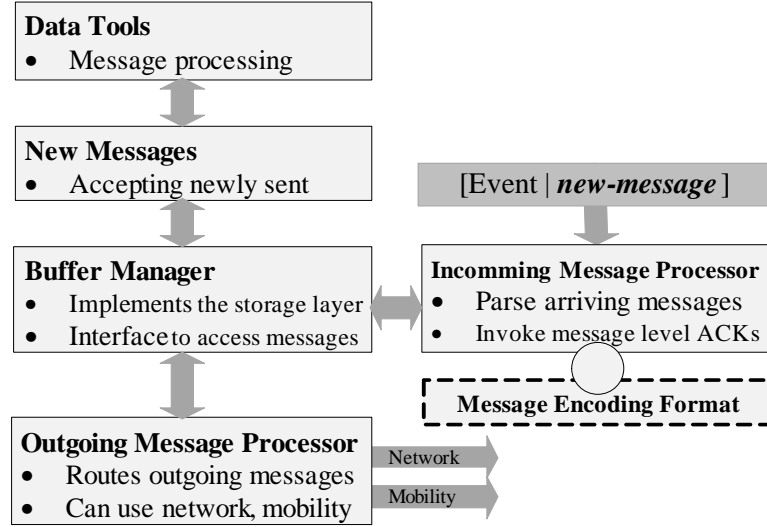 Data Tools
• Message processing
New Messages
• Accepting newly sent
[Event | new-message ]
Buffer Manager
• Implements the storage layer
• Interface to access messages
Incomming Message Processor
• Parse arriving messages
• Invoke message level ACKs
Message Encoding Format
Outgoing Message Processor
• Routes outgoing messages
• Can use network, mobility
Network
Mobility